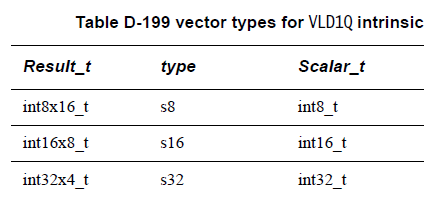 Table D-199 vector types for VLD1Q intrinsic
Result_t type Scalar_t
int8x16_t s8 int8_t
int16x8_t s16 int16_t
int32x4_t s32 int32_t